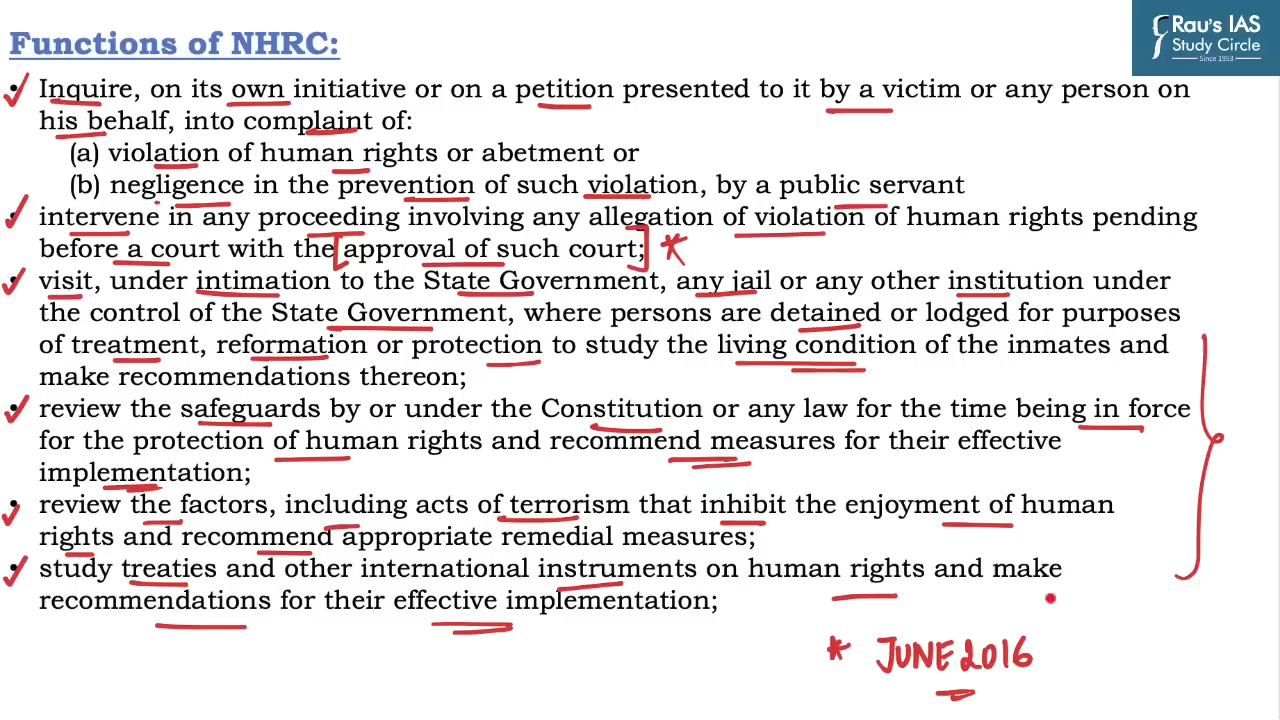 Functions of NHRC:
Rau's IAS
Study Circle
Since 1953
• Inquire, on its own initiative or on a petition presented to it by a victim or any person on
his behalf, into complaint of:
(a) violation of human rights or abetment or
(b) negligence in the prevention of such violation, by a public servant
• intervene in any proceeding involving any allegation of violation of human rights pending
before a court with the [approval of such court;] *
• visit, under intimation to the State Government, any jail or any other institution under
the control of the State Government, where persons are detained or lodged for purposes
of treatment, reformation or protection to study the living condition of the inmates and
make recommendations thereon;
• review the safeguards by or under the Constitution or any law for the time being in force
for the protection of human rights and recommend measures for their effective
implementation;
• review the factors, including acts of terrorism that inhibit the enjoyment of human
rights and recommend appropriate remedial measures;
• study treaties and other international instruments on human rights and make
recommendations for their effective implementation;
* JUNE 2016